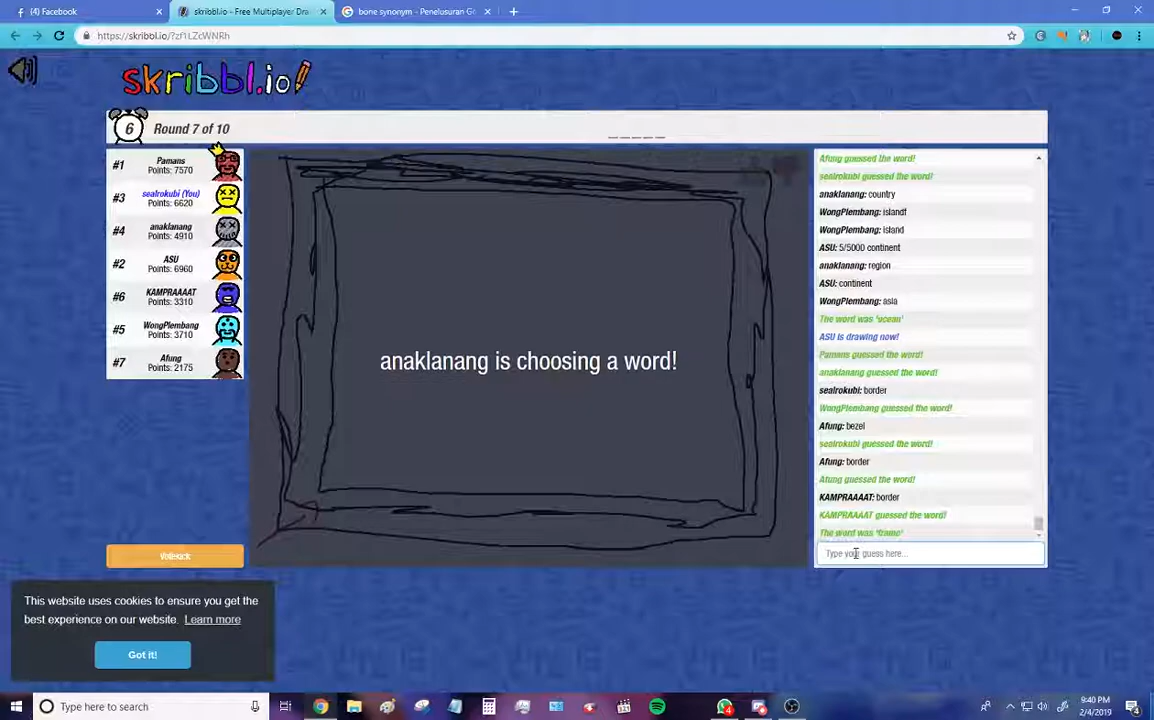 (4) Facebook
skribbl.io - Free Multiplayer Dra
bone synonym - Penelusuran Go
https://skribbl.io/?zf1LZcWNRh
skribbl.io
6
Round 7 of 10
_ _ _ _ _
#1
Pamans
Points: 7570
#3
sealrokubi (You)
Points: 6620
#4
anaklanang
Points: 4910
#2
ASU
Points: 6960
#6
KAMPRAAAAT
Points: 3310
#5
WongPlembang
Points: 3710
#7
Afung
Points: 2175
Votekick
anaklanang is choosing a word!
Afung guessed the word!
sealrokubi guessed the word!
anaklanang: country
WongPlembang: islandf
WongPlembang: island
ASU: 5/5000 continent
anaklanang: region
ASU: continent
WongPlembang: asia
The word was 'ocean'
ASU is drawing now!
Pamans guessed the word!
anaklanang guessed the word!
sealrokubi: border
WongPlembang guessed the word!
Afung: bezel
sealrokubi guessed the word!
Afung: border
Afung guessed the word!
KAMPRAAAAT: border
KAMPRAAAAT guessed the word!
The word was 'frame'
Type your guess here...
This website uses cookies to ensure you get the
best experience on our website. Learn more
Got it!
Type here to search
9:40 PM
2/4/2019